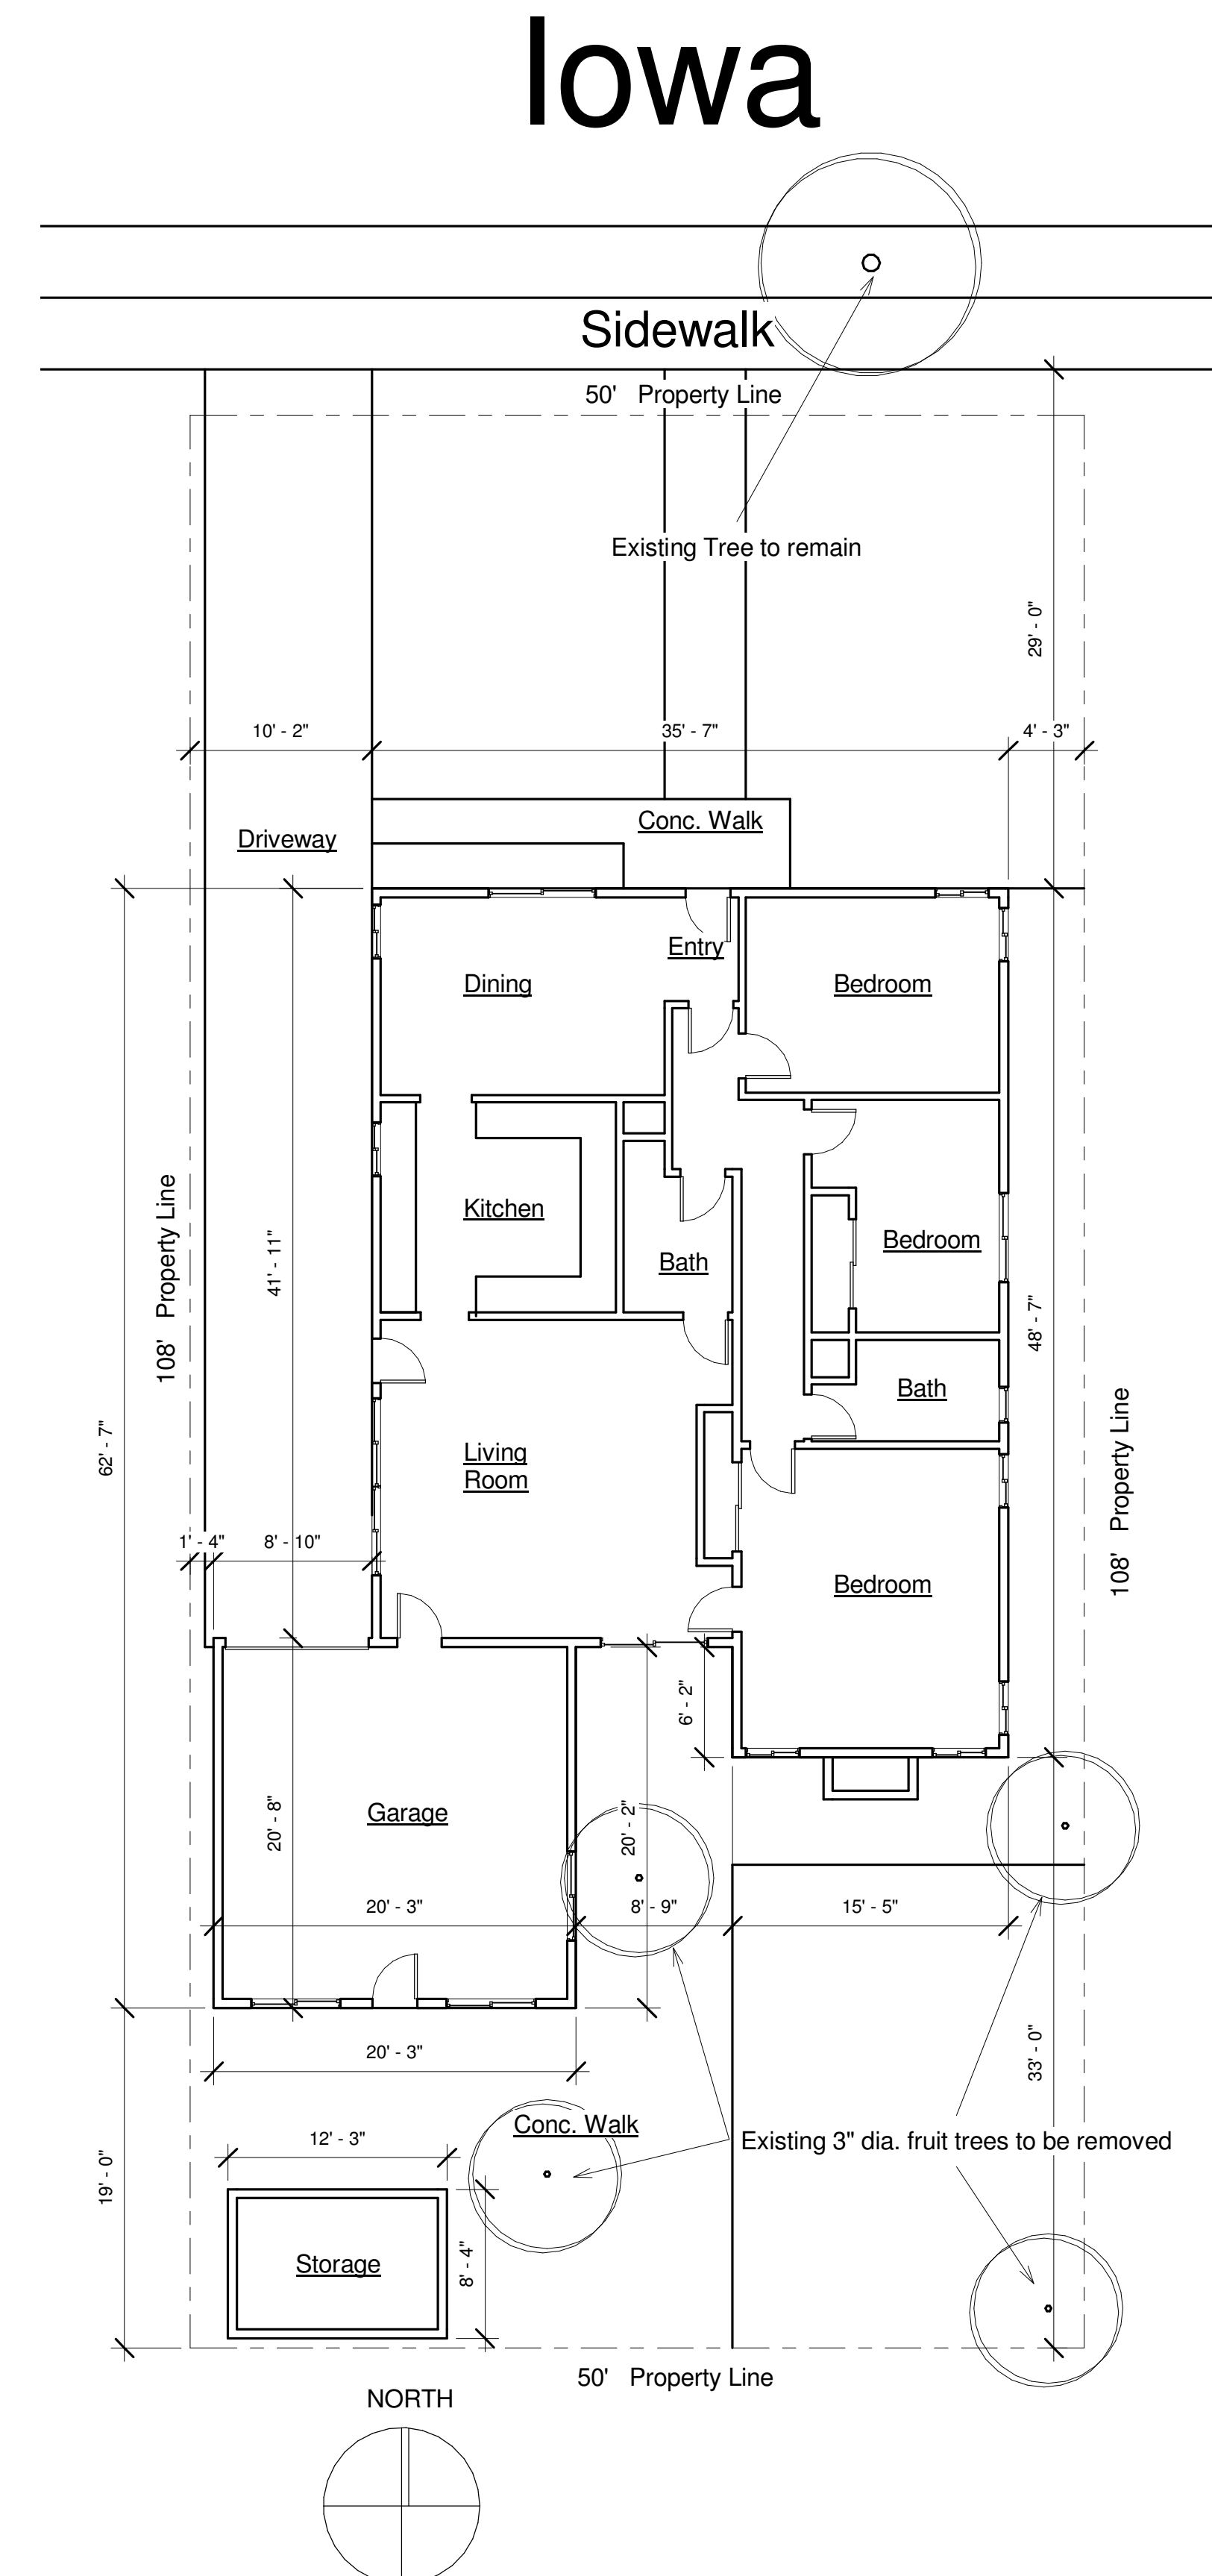 Iowa
Sidewalk
50' Property Line
Existing Tree to remain
29' - 0"
10' - 2"
35' - 7"
4' - 3"
Conc. Walk
Driveway
Entry
Dining
Bedroom
108' Property Line
41' - 11"
Kitchen
Bath
Bedroom
48' - 7"
Bath
62' - 7"
Living
Room
108' Property Line
1' - 4"
8' - 10"
Bedroom
6' - 2"
Garage
20' - 8"
20' - 2"
20' - 3"
8' - 9"
15' - 5"
20' - 3"
33' - 0"
Conc. Walk
12' - 3"
Existing 3" dia. fruit trees to be removed
19' - 0"
Storage
8' - 4"
50' Property Line
NORTH